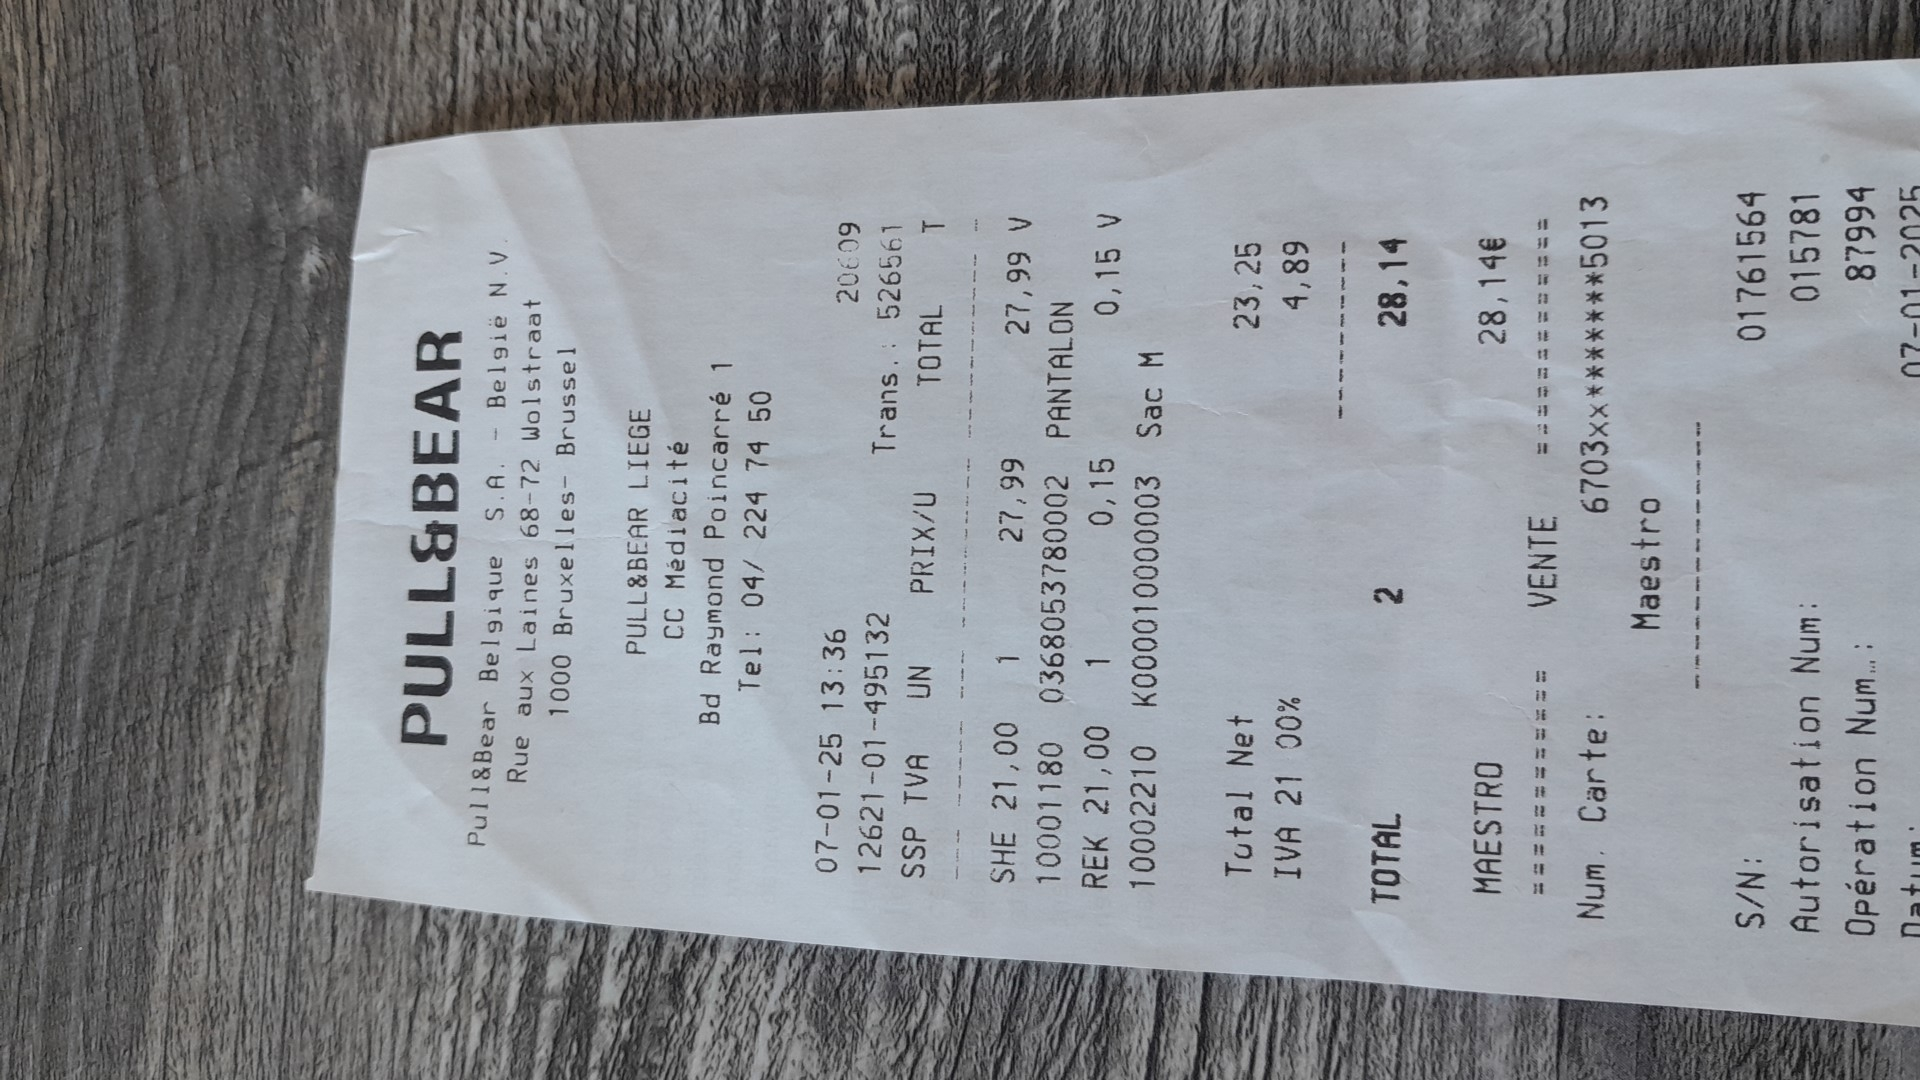 PULL&BEAR
Pull&Bear Belgique S.A. - België N.V.
Rue aux Laines 68-72 Wolstraat
1000 Bruxelles- Brussel
PULL&BEAR LIEGE
CC Médiacité
Bd Raymond Poincarré 1
Tel: 04/ 224 74 50
07-01-25 13:36 20609
12621-01-495132 Trans.: 526561
SSP TVA UN PRIX/U TOTAL T
SHE 21,00 1 27,99 27,99 V
10001180 0368053780002 PANTALON
REK 21,00 1 0,15 0,15 V
10002210 K0000100000003 Sac M
Total Net 23,25
IVA 21 00% 4,89
TOTAL 2 28,14
MAESTRO 28,14€
============ VENTE ============
Num. Carte: 6703xx********5013
Maestro
S/N: 01761564
Autorisation Num: 015781
Opération Num..: 87994
Datum: 07-01-2025